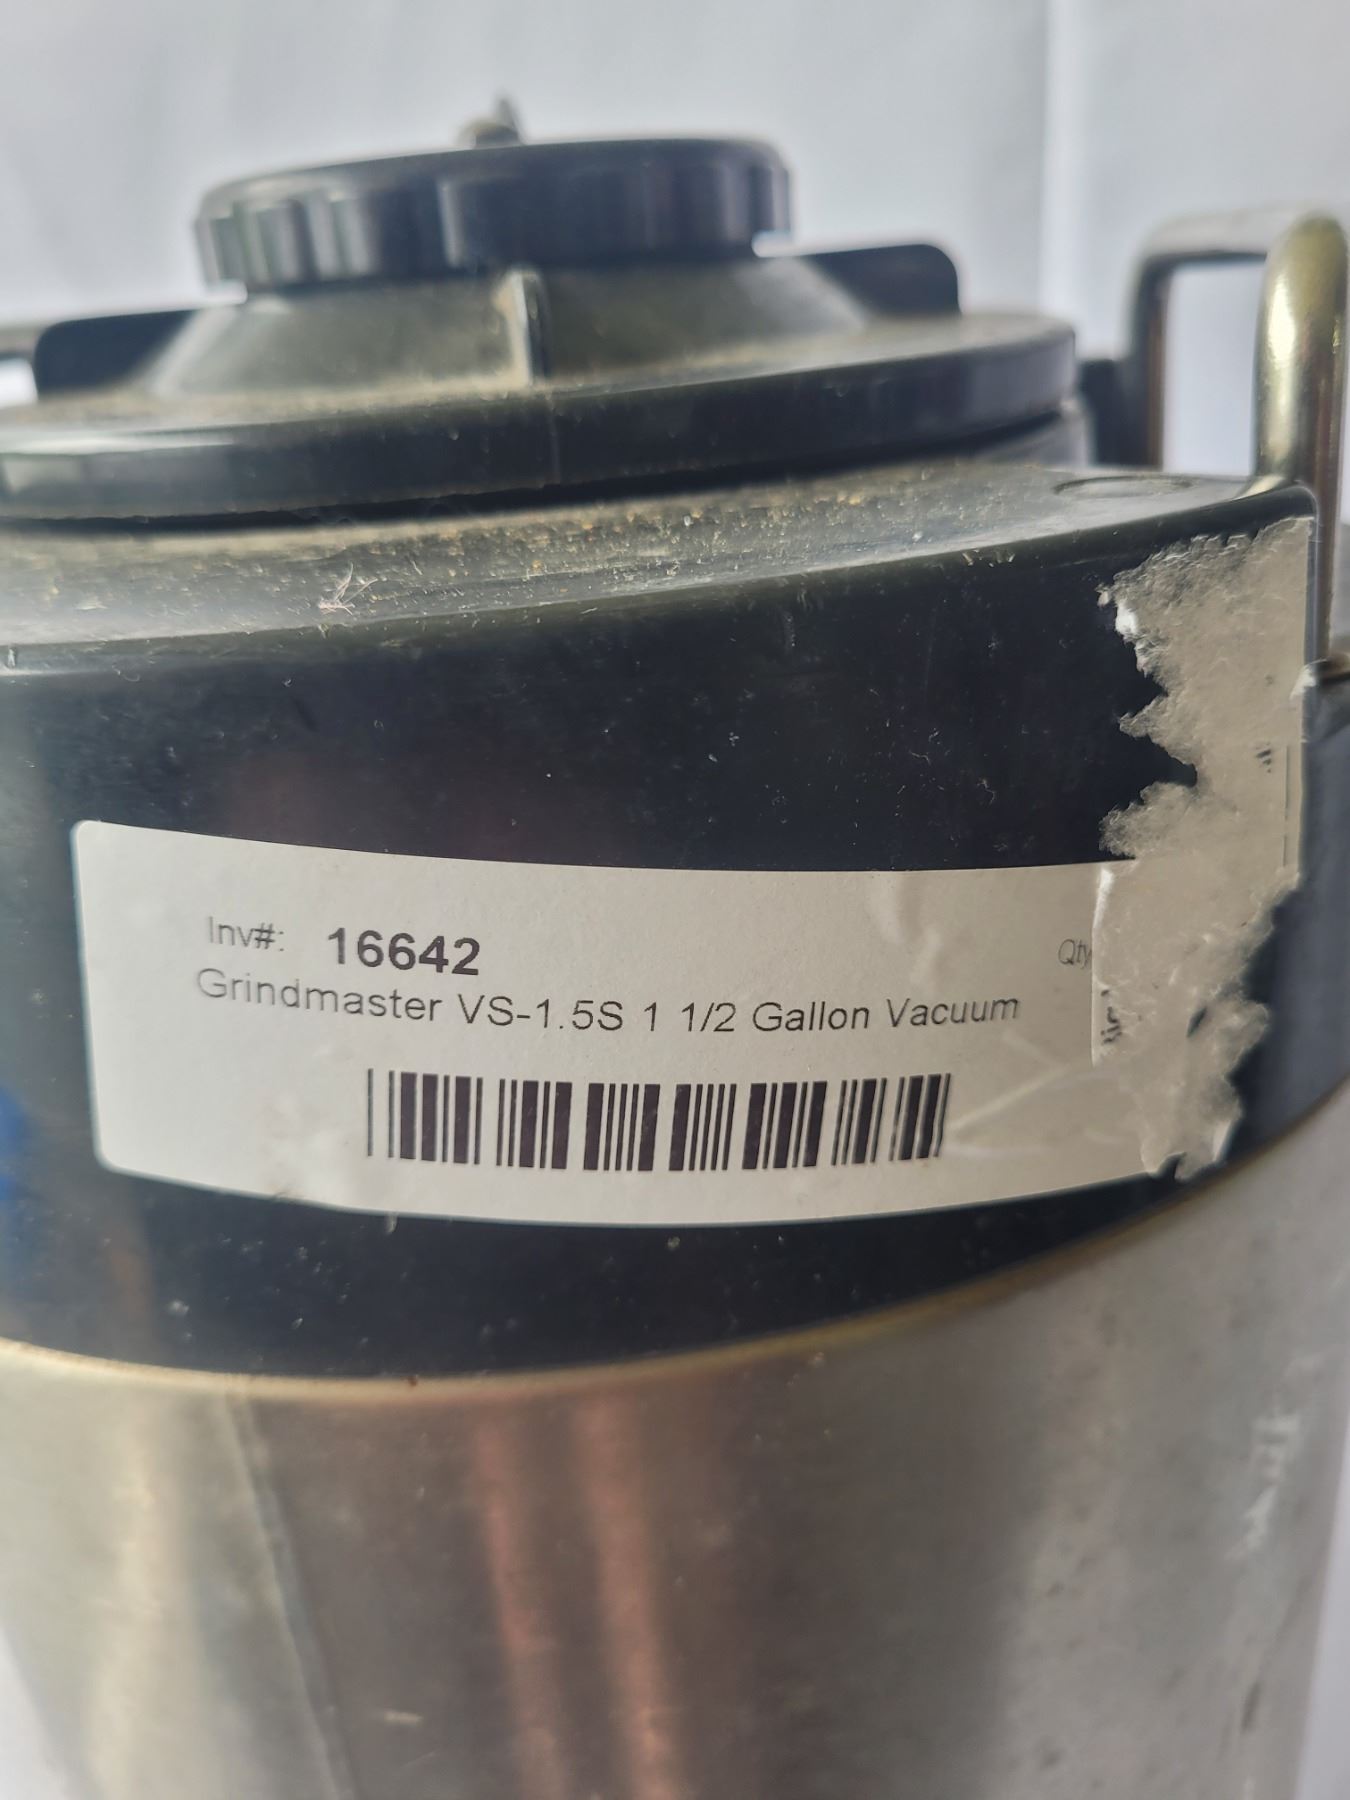 Inv#: 16642 Qty
Grindmaster VS-1.5S 1 1/2 Gallon Vacuum